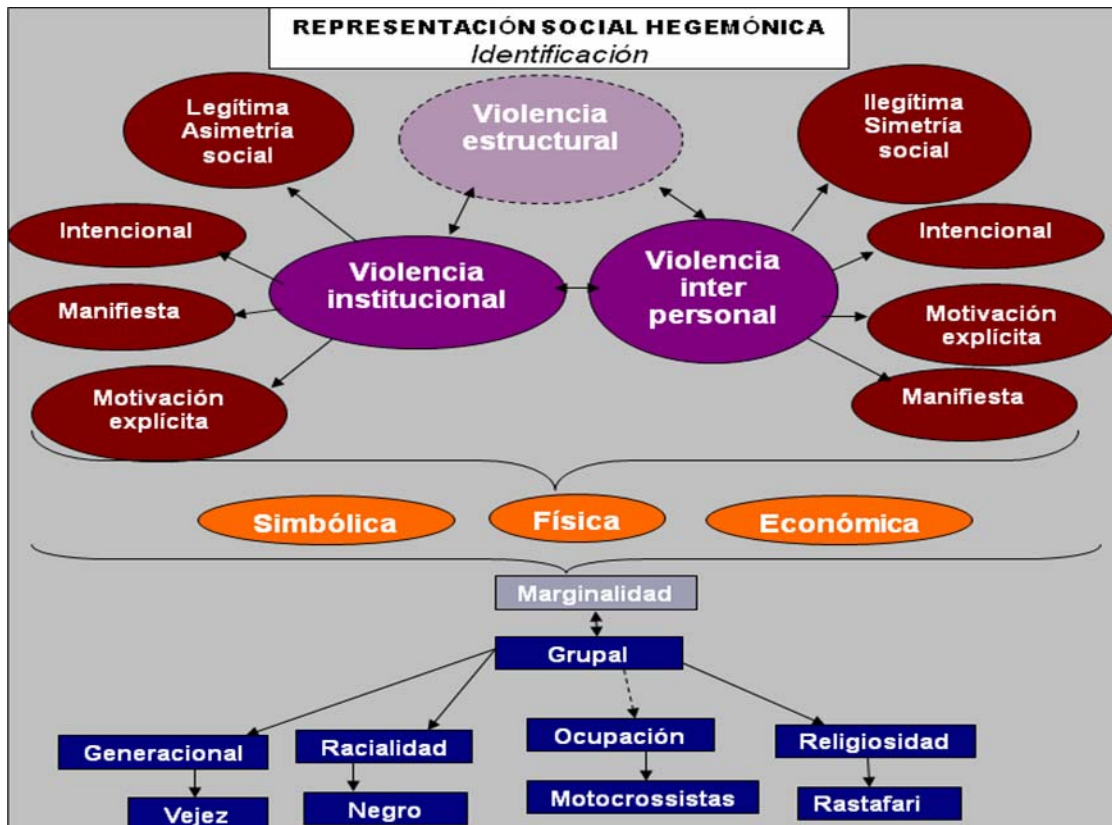 REPRESENTACIÓN SOCIAL HEGEMÓNICA
Identificación
Legítima
Asimetría
social
Violencia
estructural
Ilegítima
Simetría
social
Intencional
Manifiesta
Motivación
explícita
Violencia
institucional
Violencia
inter
personal
Intencional
Motivación
explícita
Manifiesta
Simbólica
Física
Económica
Marginalidad
Grupal
Generacional
Racialidad
Ocupación
Religiosidad
Vejez
Negro
Motocrossistas
Rastafari